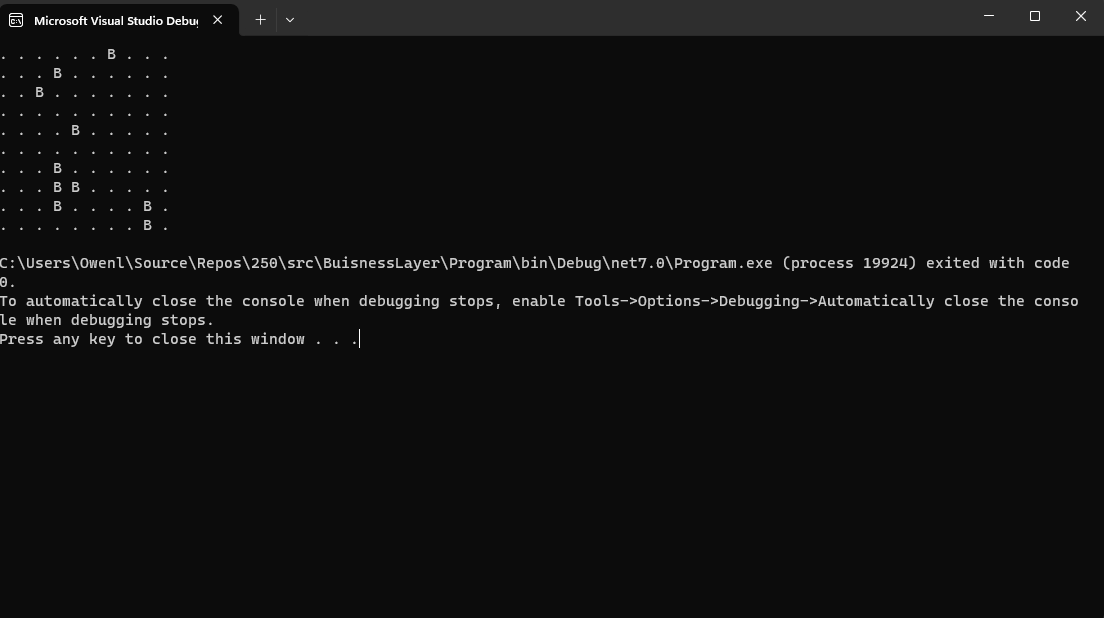 Microsoft Visual Studio Debu
. . . . . . B . . .
. . . B . . . . . .
. . B . . . . . . .
. . . . . . . . . .
. . . . B . . . . .
. . . . . . . . . .
. . . B . . . . . .
. . . B B . . . . .
. . . B . . . . B .
. . . . . . . . B .
C:\Users\Owenl\Source\Repos\250\src\BuisnessLayer\Program\bin\Debug\net7.0\Program.exe (process 19924) exited with code
0.
To automatically close the console when debugging stops, enable Tools->Options->Debugging->Automatically close the conso
le when debugging stops.
Press any key to close this window . . .